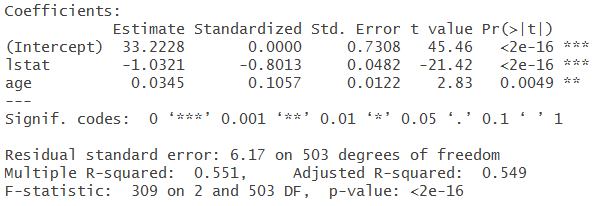 Coefficients:
            Estimate Standardized Std. Error t value Pr(>|t|)
(Intercept)  33.2228       0.0000     0.7308   45.46   <2e-16 ***
lstat        -1.0321      -0.8013     0.0482  -21.42   <2e-16 ***
age           0.0345       0.1057     0.0122    2.83   0.0049 **
---
Signif. codes:  0 ‘***’ 0.001 ‘**’ 0.01 ‘*’ 0.05 ‘.’ 0.1 ‘ ’ 1
Residual standard error: 6.17 on 503 degrees of freedom
Multiple R-squared:  0.551,     Adjusted R-squared:  0.549
F-statistic:  309 on 2 and 503 DF,  p-value: <2e-16